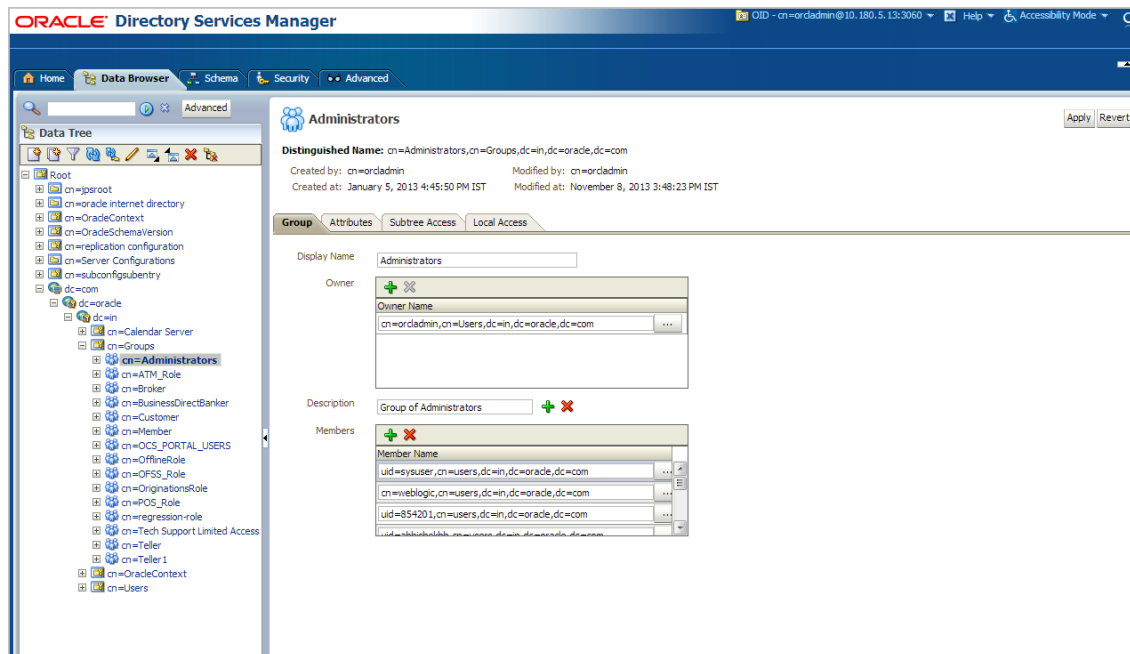 ORACLE Directory Services Manager
OID - cn=orcladmin@10.180.5.13:3060 Help Accessibility Mode
Home Data Browser Schema Security Advanced
Advanced
Data Tree
Root
cn=jpsroot
cn=oracle internet directory
cn=OracleContext
cn=OracleSchemaVersion
cn=replication configuration
cn=Server Configurations
cn=subconfigsubentry
dc=com
dc=oracle
dc=in
cn=Calendar Server
cn=Groups
cn=Administrators
cn=ATM_Role
cn=Broker
cn=BusinessDirectBanker
cn=Customer
cn=Member
cn=OCS_PORTAL_USERS
cn=OfflineRole
cn=OFSS_Role
cn=OriginationsRole
cn=POS_Role
cn=regression-role
cn=Tech Support Limited Access
cn=Teller
cn=Teller1
cn=OracleContext
cn=Users
Administrators
Apply Revert
Distinguished Name: cn=Administrators,cn=Groups,dc=in,dc=oracle,dc=com
Created by: cn=orcladmin Modified by: cn=orcladmin
Created at: January 5, 2013 4:45:50 PM IST Modified at: November 8, 2013 3:48:23 PM IST
Group Attributes Subtree Access Local Access
Display Name Administrators
Owner
Owner Name
cn=orcladmin,cn=Users,dc=in,dc=oracle,dc=com ...
Description Group of Administrators
Members
Member Name
uid=sysuser,cn=users,dc=in,dc=oracle,dc=com ...
cn=weblogic,cn=users,dc=in,dc=oracle,dc=com ...
uid=854201,cn=users,dc=in,dc=oracle,dc=com ...